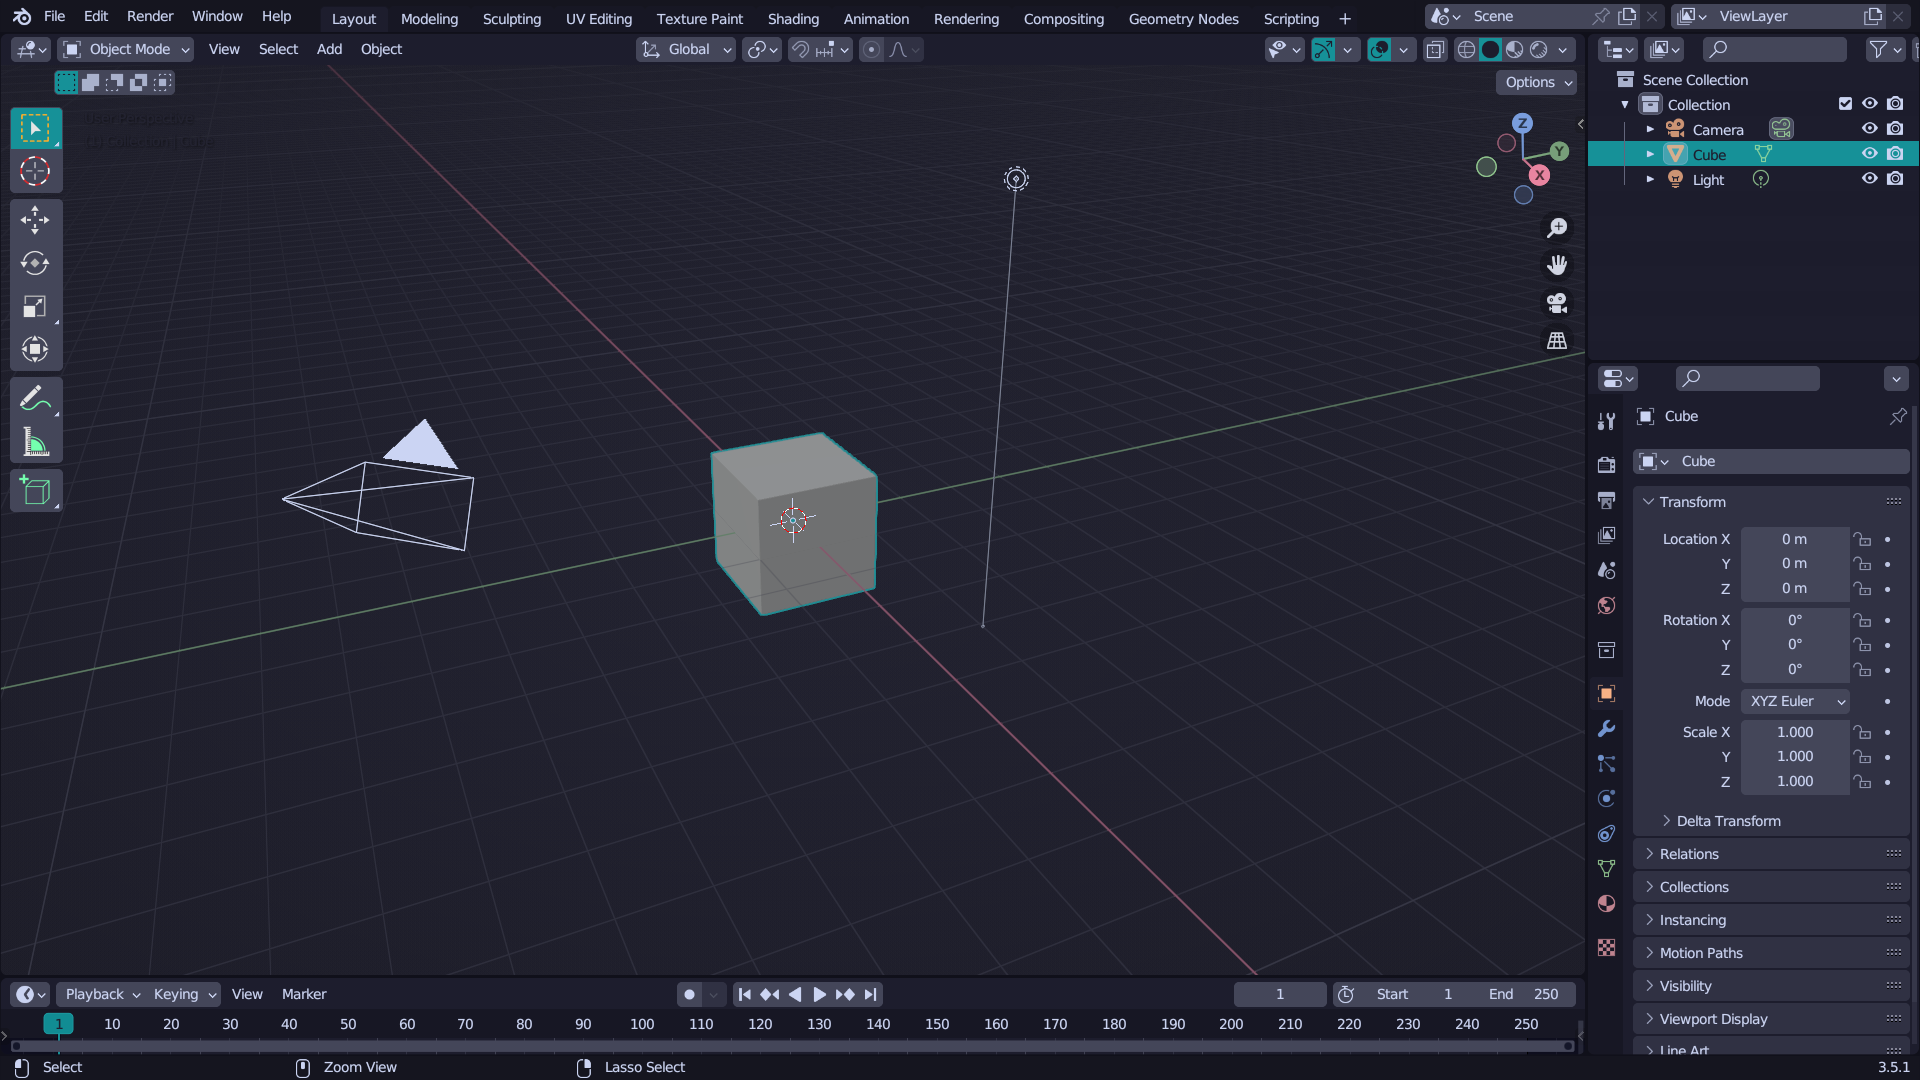 File Edit Render Window Help Layout Modeling Sculpting UV Editing Texture Paint Shading Animation Rendering Compositing Geometry Nodes Scripting + Scene ViewLayer
Object Mode View Select Add Object Global
Options
User Perspective
(1) Collection | Cube
Z
Y
X
Scene Collection
Collection
Camera
Cube
Light
Cube
Cube
Transform
Location X 0 m
Y 0 m
Z 0 m
Rotation X 0°
Y 0°
Z 0°
Mode XYZ Euler
Scale X 1.000
Y 1.000
Z 1.000
Delta Transform
Relations
Collections
Instancing
Motion Paths
Visibility
Viewport Display
Line Art
Playback Keying View Marker 1 Start 1 End 250
1 10 20 30 40 50 60 70 80 90 100 110 120 130 140 150 160 170 180 190 200 210 220 230 240 250
Select Zoom View Lasso Select 3.5.1